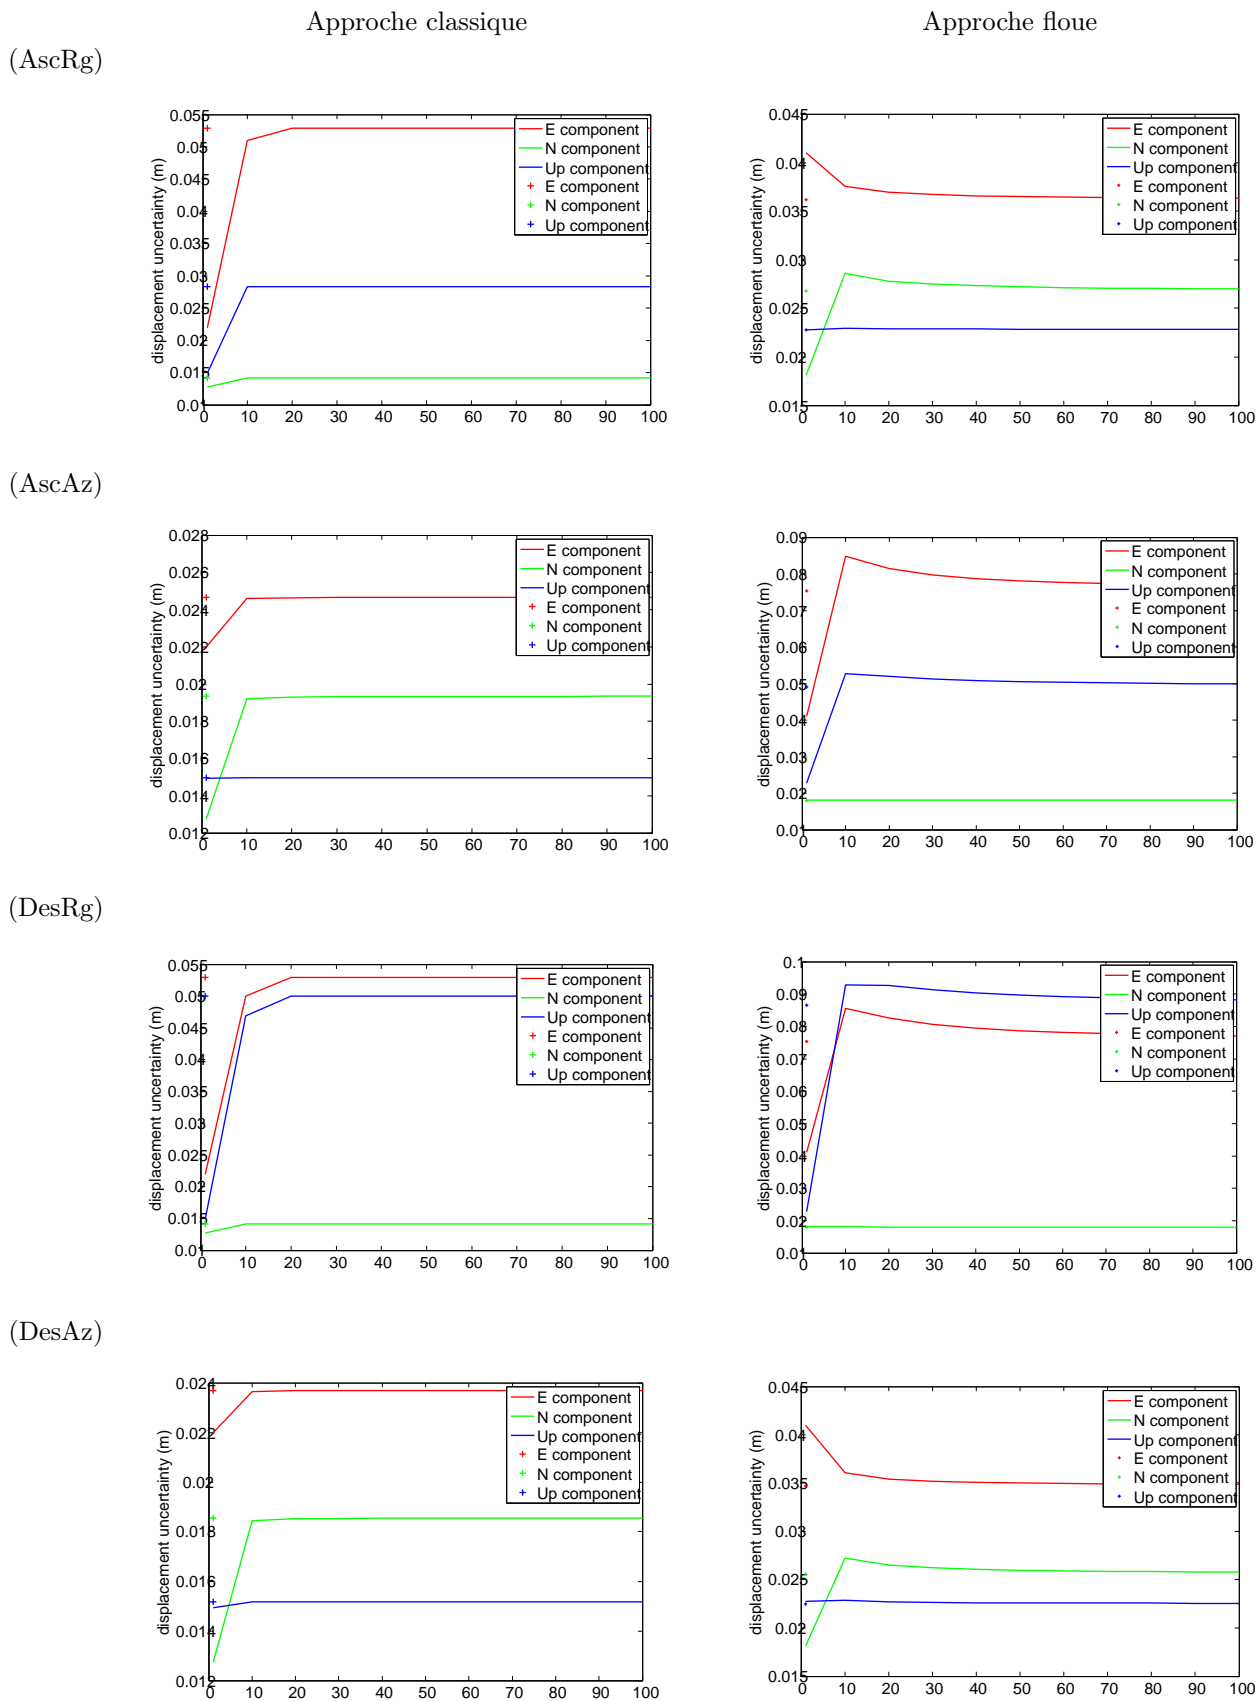 Approche classique
Approche floue
(AscRg)
displacement uncertainty (m)
0.055
0.05
0.045
0.04
0.035
0.03
0.025
0.02
0.015
0.01
0 10 20 30 40 50 60 70 80 90 100
E component
N component
Up component
E component
N component
Up component
displacement uncertainty (m)
0.045
0.04
0.035
0.03
0.025
0.02
0.015
0 10 20 30 40 50 60 70 80 90 100
E component
N component
Up component
E component
N component
Up component
(AscAz)
displacement uncertainty (m)
0.028
0.026
0.024
0.022
0.02
0.018
0.016
0.014
0.012
0 10 20 30 40 50 60 70 80 90 100
E component
N component
Up component
E component
N component
Up component
displacement uncertainty (m)
0.09
0.08
0.07
0.06
0.05
0.04
0.03
0.02
0.01
0 10 20 30 40 50 60 70 80 90 100
E component
N component
Up component
E component
N component
Up component
(DesRg)
displacement uncertainty (m)
0.055
0.05
0.045
0.04
0.035
0.03
0.025
0.02
0.015
0.01
0 10 20 30 40 50 60 70 80 90 100
E component
N component
Up component
E component
N component
Up component
displacement uncertainty (m)
0.1
0.09
0.08
0.07
0.06
0.05
0.04
0.03
0.02
0.01
0 10 20 30 40 50 60 70 80 90 100
E component
N component
Up component
E component
N component
Up component
(DesAz)
displacement uncertainty (m)
0.024
0.022
0.02
0.018
0.016
0.014
0.012
0 10 20 30 40 50 60 70 80 90 100
E component
N component
Up component
E component
N component
Up component
displacement uncertainty (m)
0.045
0.04
0.035
0.03
0.025
0.02
0.015
0 10 20 30 40 50 60 70 80 90 100
E component
N component
Up component
E component
N component
Up component